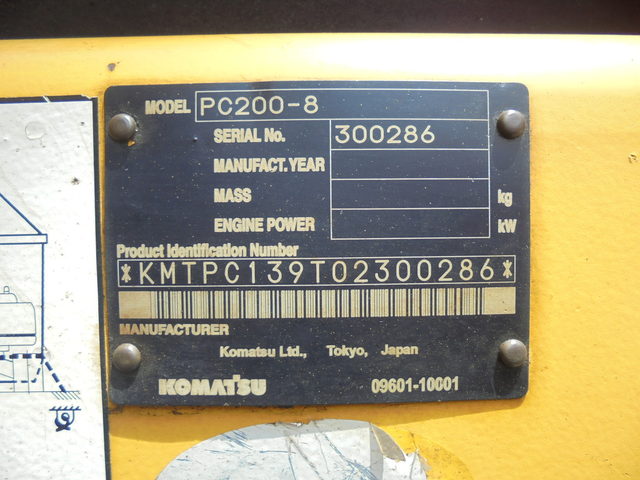 MODEL PC200-8
SERIAL No. 300286
MANUFACT. YEAR
MASS kg
ENGINE POWER kW
Product Identification Number
*KMTPC139T02300286*
MANUFACTURER
Komatsu Ltd., Tokyo, Japan
KOMATSU 09601-10001